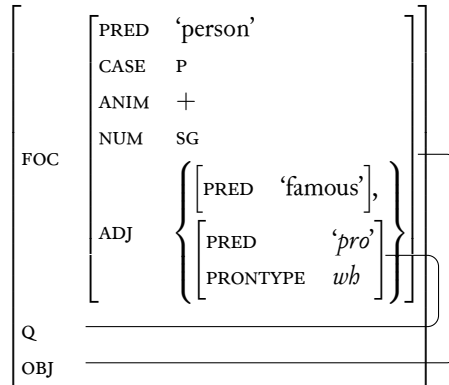 PRED ‘person’
CASE P
ANIM +
NUM SG
FOC
[PRED ‘famous’],
ADJ
PRED ‘pro’
PRONTYPE wh
Q
OBJ